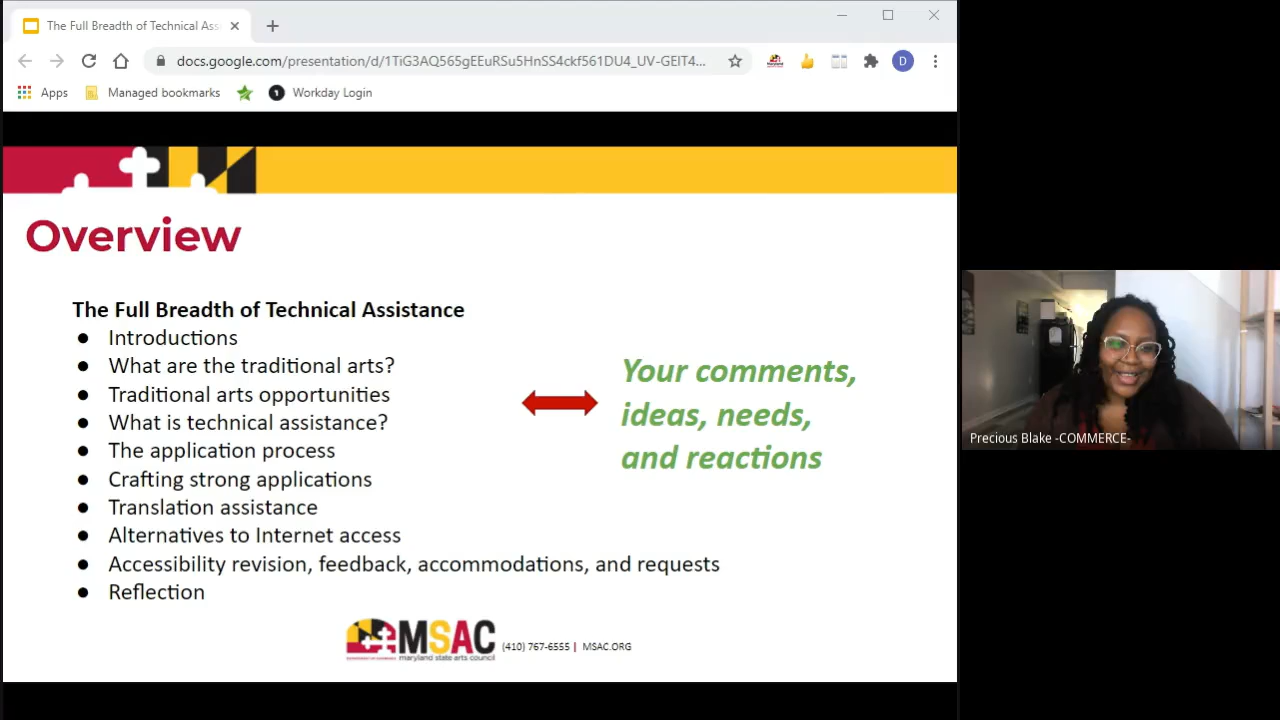 The Full Breadth of Technical Ass
docs.google.com/presentation/d/1TiG3AQ565gEEuRSu5HnSS4ckf561DU4_UV-GEIT4...
D
Apps
Managed bookmarks
Workday Login
Overview
The Full Breadth of Technical Assistance
● Introductions
● What are the traditional arts?
● Traditional arts opportunities
● What is technical assistance?
● The application process
● Crafting strong applications
● Translation assistance
● Alternatives to Internet access
● Accessibility revision, feedback, accommodations, and requests
● Reflection
Your comments,
ideas, needs,
and reactions
MSAC
maryland state arts council
(410) 767-6555 | MSAC.ORG
Precious Blake -COMMERCE-